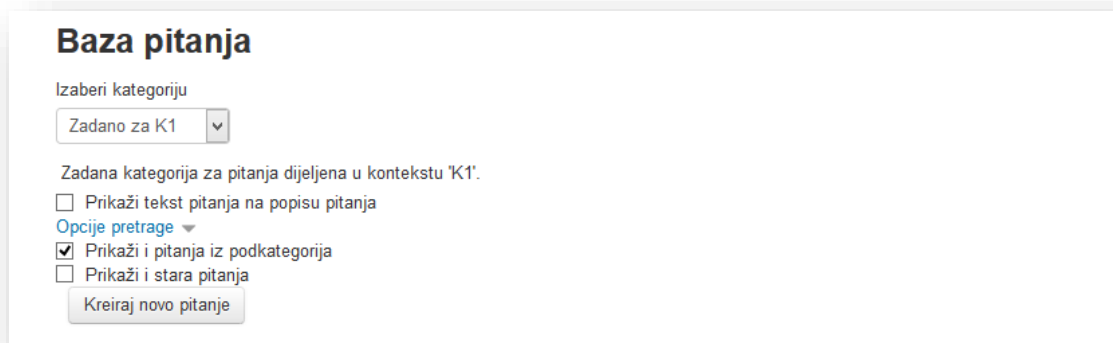 Baza pitanja
Izaberi kategoriju
Zadano za K1
Zadana kategorija za pitanja dijeljena u kontekstu 'K1'.
Prikaži tekst pitanja na popisu pitanja
Opcije pretrage
Prikaži i pitanja iz podkategorija
Prikaži i stara pitanja
Kreiraj novo pitanje